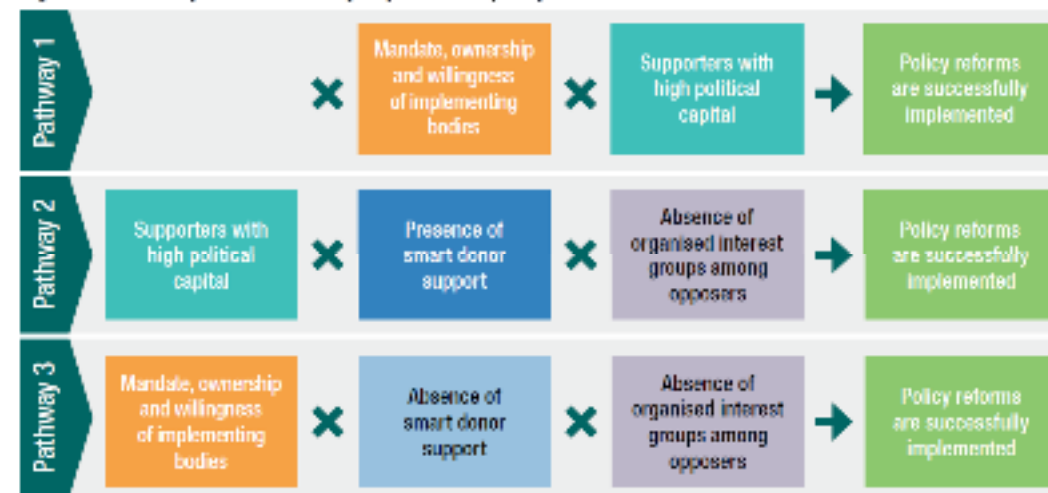 Pathway 1
Mandate, ownership
and willingness
of implementing
bodies
Supporters with
high political
capital
Policy reforms
are successfully
implemented
Pathway 2
Supporters with
high political
capital
Presence of
smart donor
support
Absence of
organised interest
groups among
opposers
Policy reforms
are successfully
implemented
Pathway 3
Mandate, ownership
and willingness
of implementing
bodies
Absence of
smart donor
support
Absence of
organised interest
groups among
opposers
Policy reforms
are successfully
implemented